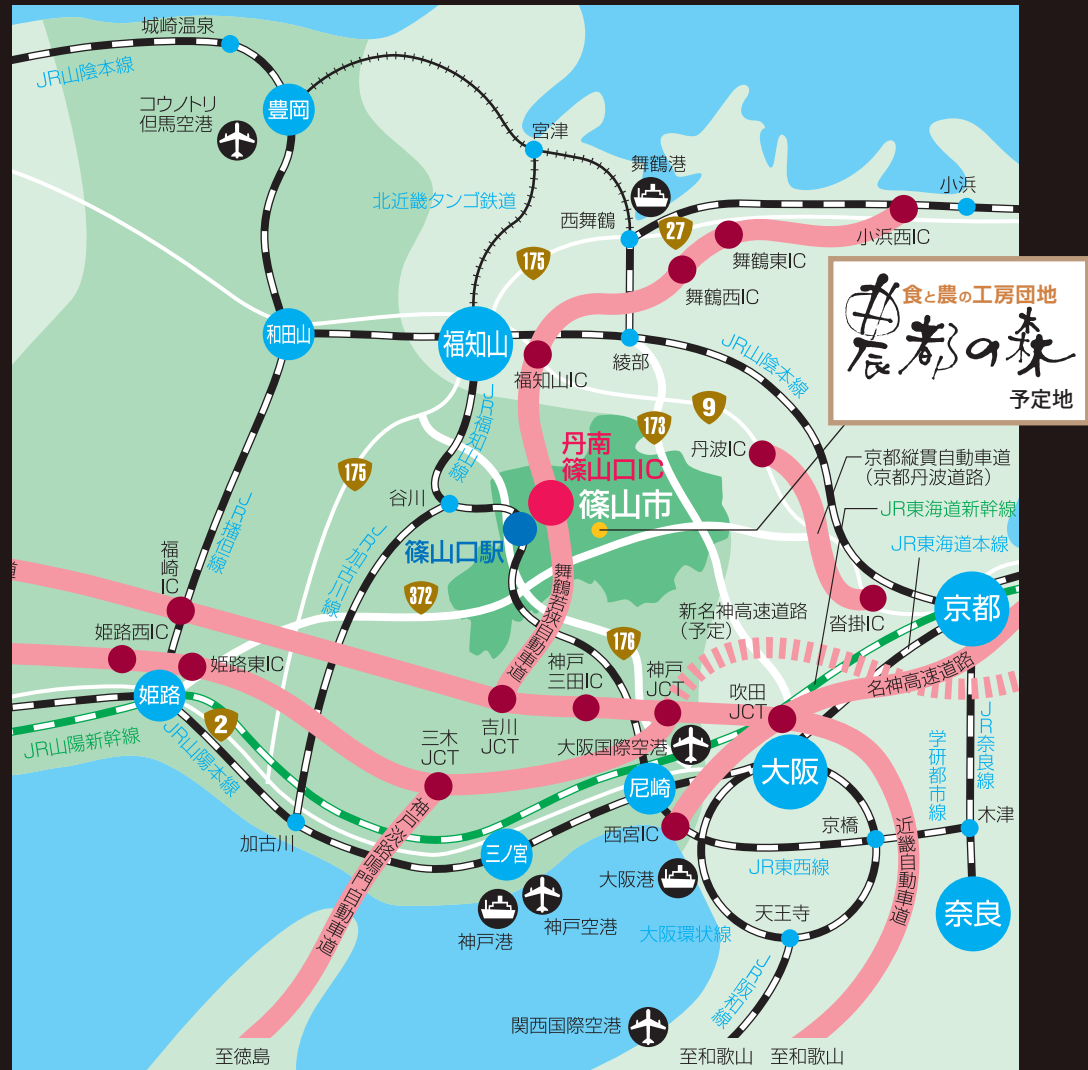 城崎温泉
JR山陰本線
コウノトリ
但馬空港
豊岡
宮津
舞鶴港
小浜
北近畿タンゴ鉄道
西舞鶴
27
小浜西IC
舞鶴東IC
175
舞鶴西IC
食と農の工房団地
農都の森
予定地
和田山
福知山
福知山IC
綾部
JR山陰本線
JR福知山線
9
173
丹波IC
丹南
篠山口IC
篠山市
京都縦貫自動車道
(京都丹波道路)
175
谷川
JR東海道新幹線
JR東海道本線
篠山口駅
JR播但線
JR加古川線
福崎
IC
372
舞鶴若狭自動車道
新名神高速道路
(予定)
京都
沓掛IC
姫路西IC
姫路東IC
176
神戸
三田IC
神戸
JCT
吹田
JCT
名神高速道路
姫路
2
JR山陽新幹線
JR山陽本線
吉川
JCT
三木
JCT
大阪国際空港
大阪
学研都市線
JR奈良線
尼崎
加古川
神戸淡路鳴門自動車道
三ノ宮
西宮IC
京橋
木津
近畿自動車道
JR東西線
大阪港
神戸港
神戸空港
大阪環状線
天王寺
奈良
JR阪和線
関西国際空港
至徳島
至和歌山
至和歌山
道